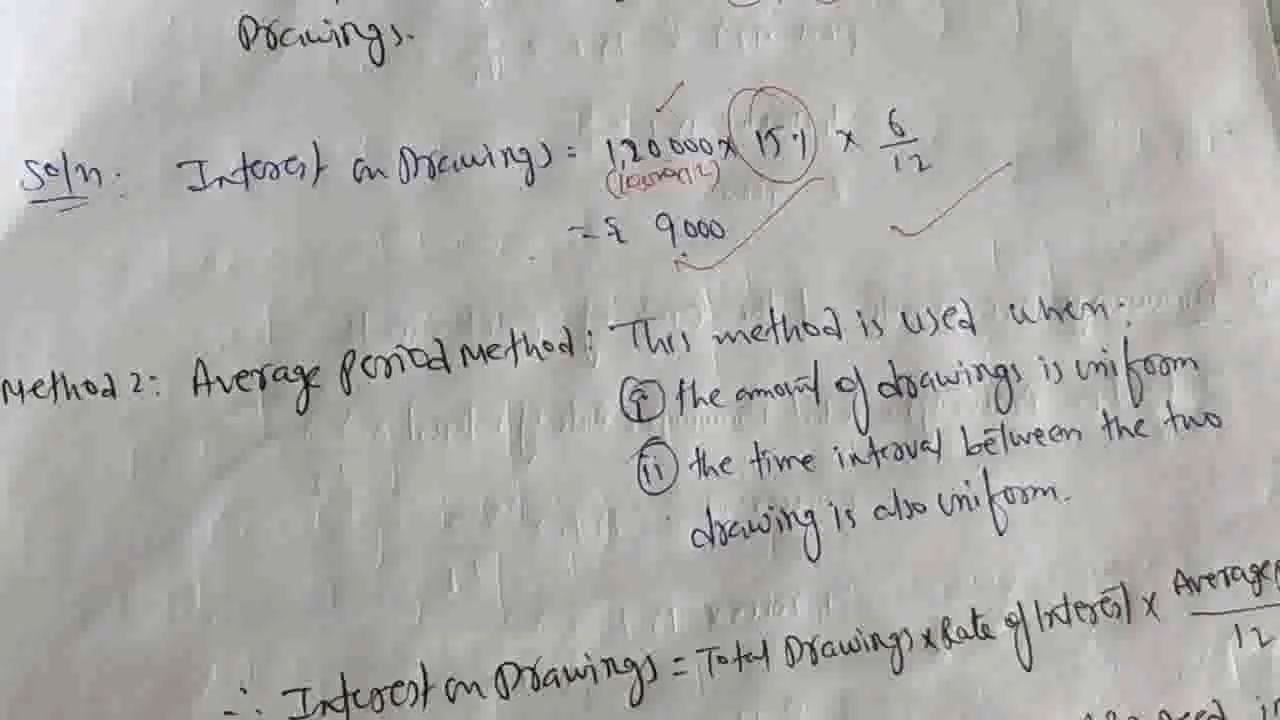 Drawings.
Soln: Interest on Drawings = 1,20,000 x 15% x 6/12
(10,000x12)
= ₹ 9,000
Method 2: Average period Method: This method is used when:
(i) the amount of drawings is uniform
(ii) the time interval between the two
drawing is also uniform.
∴ Interest on Drawings = Total Drawings x Rate of Interest x Average
12